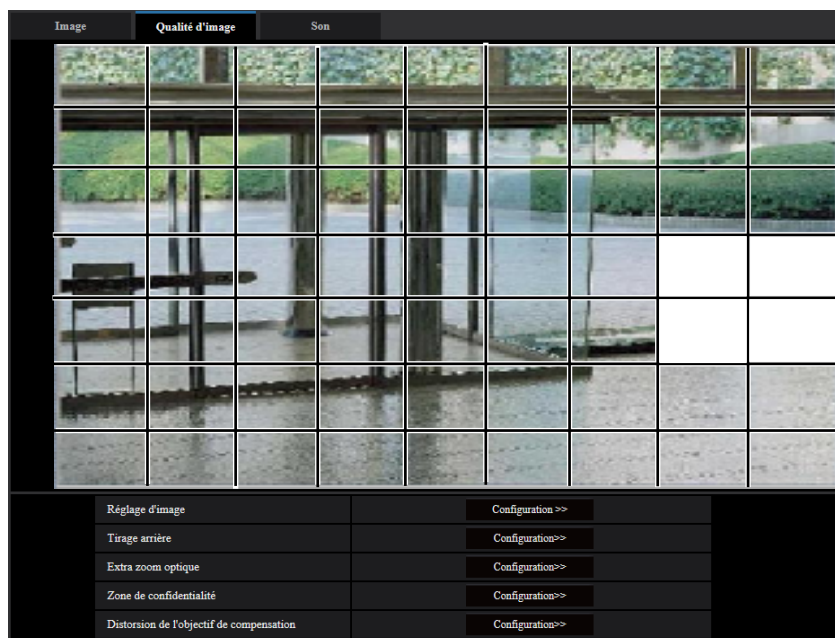 Image
Qualité d'image
Son
Réglage d'image
Configuration >>
Tirage arrière
Configuration>>
Extra zoom optique
Configuration>>
Zone de confidentialité
Configuration>>
Distorsion de l'objectif de compensation
Configuration>>